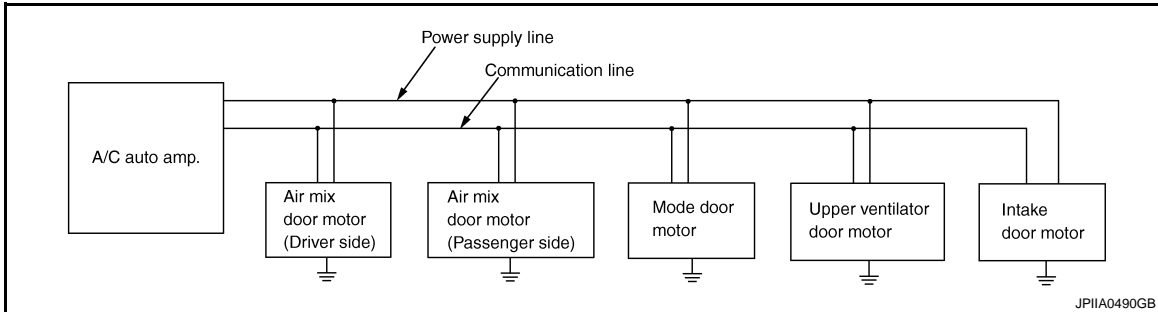 Power supply line
Communication line
A/C auto amp.
Air mix
door motor
(Driver side)
Air mix
door motor
(Passenger side)
Mode door
motor
Upper ventilator
door motor
Intake
door motor
JPIIA0490GB